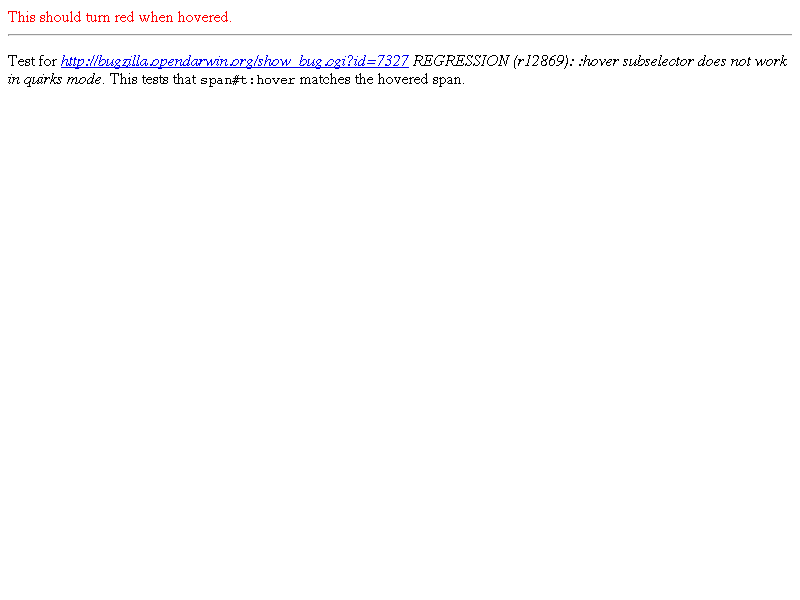 This should turn red when hovered.
Test for http://bugzilla.opendarwin.org/show_bug.cgi?id=7327 REGRESSION (r12869): :hover subselector does not work
in quirks mode. This tests that span#t:hover matches the hovered span.